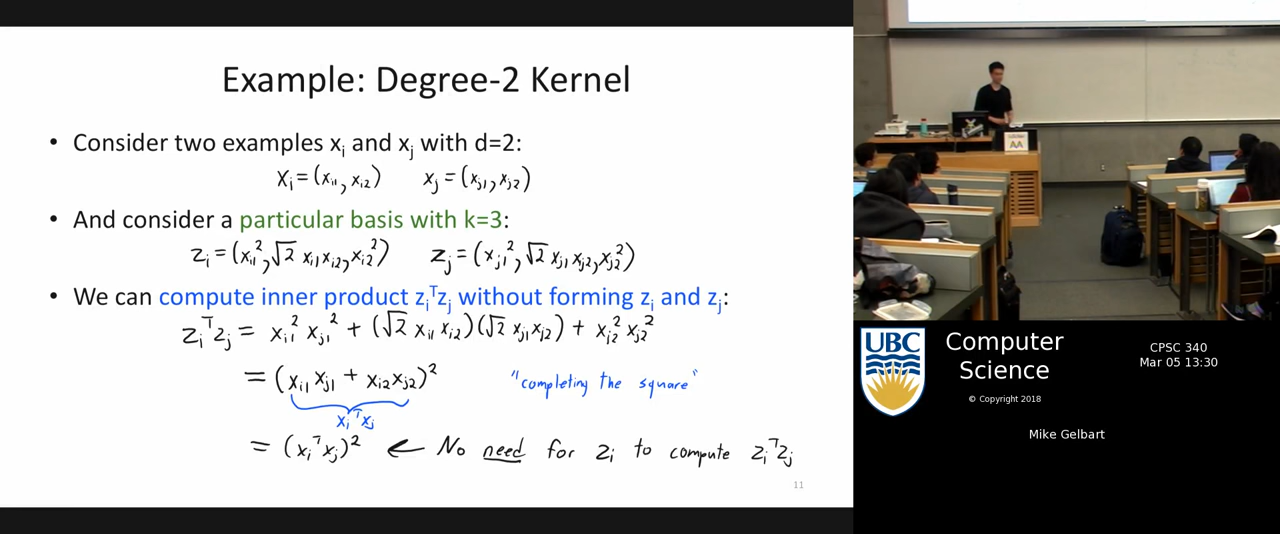 Example: Degree-2 Kernel
• Consider two examples xᵢ and xⱼ with d=2:
xᵢ = (xᵢ₁, xᵢ₂) xⱼ = (xⱼ₁, xⱼ₂)
• And consider a particular basis with k=3:
zᵢ = (xᵢ₁², √2 xᵢ₁xᵢ₂, xᵢ₂²) zⱼ = (xⱼ₁², √2 xⱼ₁xⱼ₂, xⱼ₂²)
• We can compute inner product zᵢᵀzⱼ without forming zᵢ and zⱼ:
zᵢᵀzⱼ = xᵢ₁² xⱼ₁² + (√2 xᵢ₁ xᵢ₂)(√2 xⱼ₁xⱼ₂) + xᵢ₂² xⱼ₂²
= (xᵢ₁xⱼ₁ + xᵢ₂xⱼ₂)² "completing the square"
xᵢᵀxⱼ
= (xᵢᵀxⱼ)² ← No need for zᵢ to compute zᵢᵀzⱼ
11
AA
UBC
Computer
Science
© Copyright 2018
CPSC 340
Mar 05 13:30
Mike Gelbart